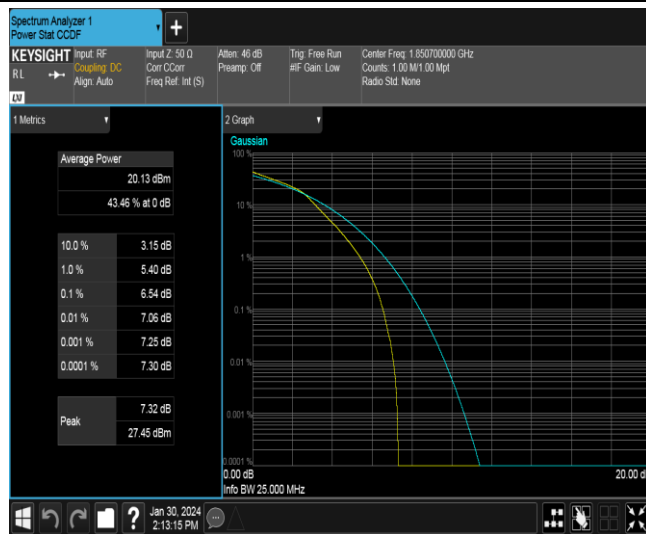 Spectrum Analyzer 1
Power Stat CCDF
+
KEYSIGHT Input: RF Input Z: 50 Ω Atten: 46 dB Trig: Free Run Center Freq: 1.850700000 GHz
RL Coupling: DC Corr CCorr Preamp: Off #IF Gain: Low Counts: 1.00 M/1.00 Mpt
Align: Auto Freq Ref: Int (S) Radio Std: None
LXI
1 Metrics
Average Power
20.13 dBm
43.46 % at 0 dB
10.0 % 3.15 dB
1.0 % 5.40 dB
0.1 % 6.54 dB
0.01 % 7.06 dB
0.001 % 7.25 dB
0.0001 % 7.30 dB
Peak 7.32 dB
27.45 dBm
2 Graph
Gaussian
100 %
10 %
1 %
0.1 %
0.01 %
0.001 %
0.0001 %
0.00 dB 20.00 d
Info BW 25.000 MHz
? Jan 30, 2024
2:13:15 PM